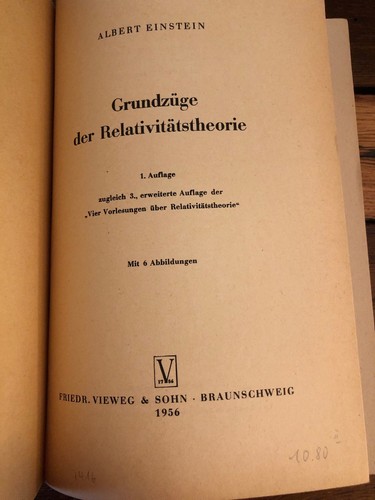 ALBERT EINSTEIN
Grundzüge
der Relativitätstheorie
1. Auflage
zugleich 3., erweiterte Auflage der
„Vier Vorlesungen über Relativitätstheorie“
Mit 6 Abbildungen
V
FRIEDR. VIEWEG & SOHN · BRAUNSCHWEIG
1956
10.80